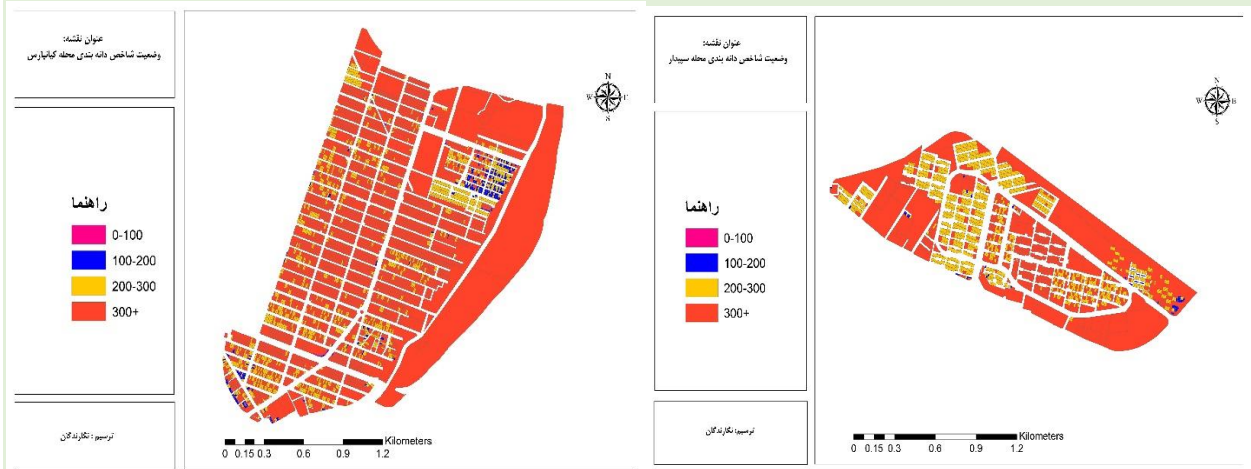 عنوان نقشه:
وضعیت شاخص دانه بندی محله کیانپارس
راهنما
0-100
100-200
200-300
300+
ترسیم: نگارندگان
N
W E
S
Kilometers
0 0.15 0.3 0.6 0.9 1.2
عنوان نقشه:
وضعیت شاخص دانه بندی محله سپیدار
راهنما
0-100
100-200
200-300
300+
ترسیم: نگارندگان
N
W E
S
Kilometers
0 0.15 0.3 0.6 0.9 1.2